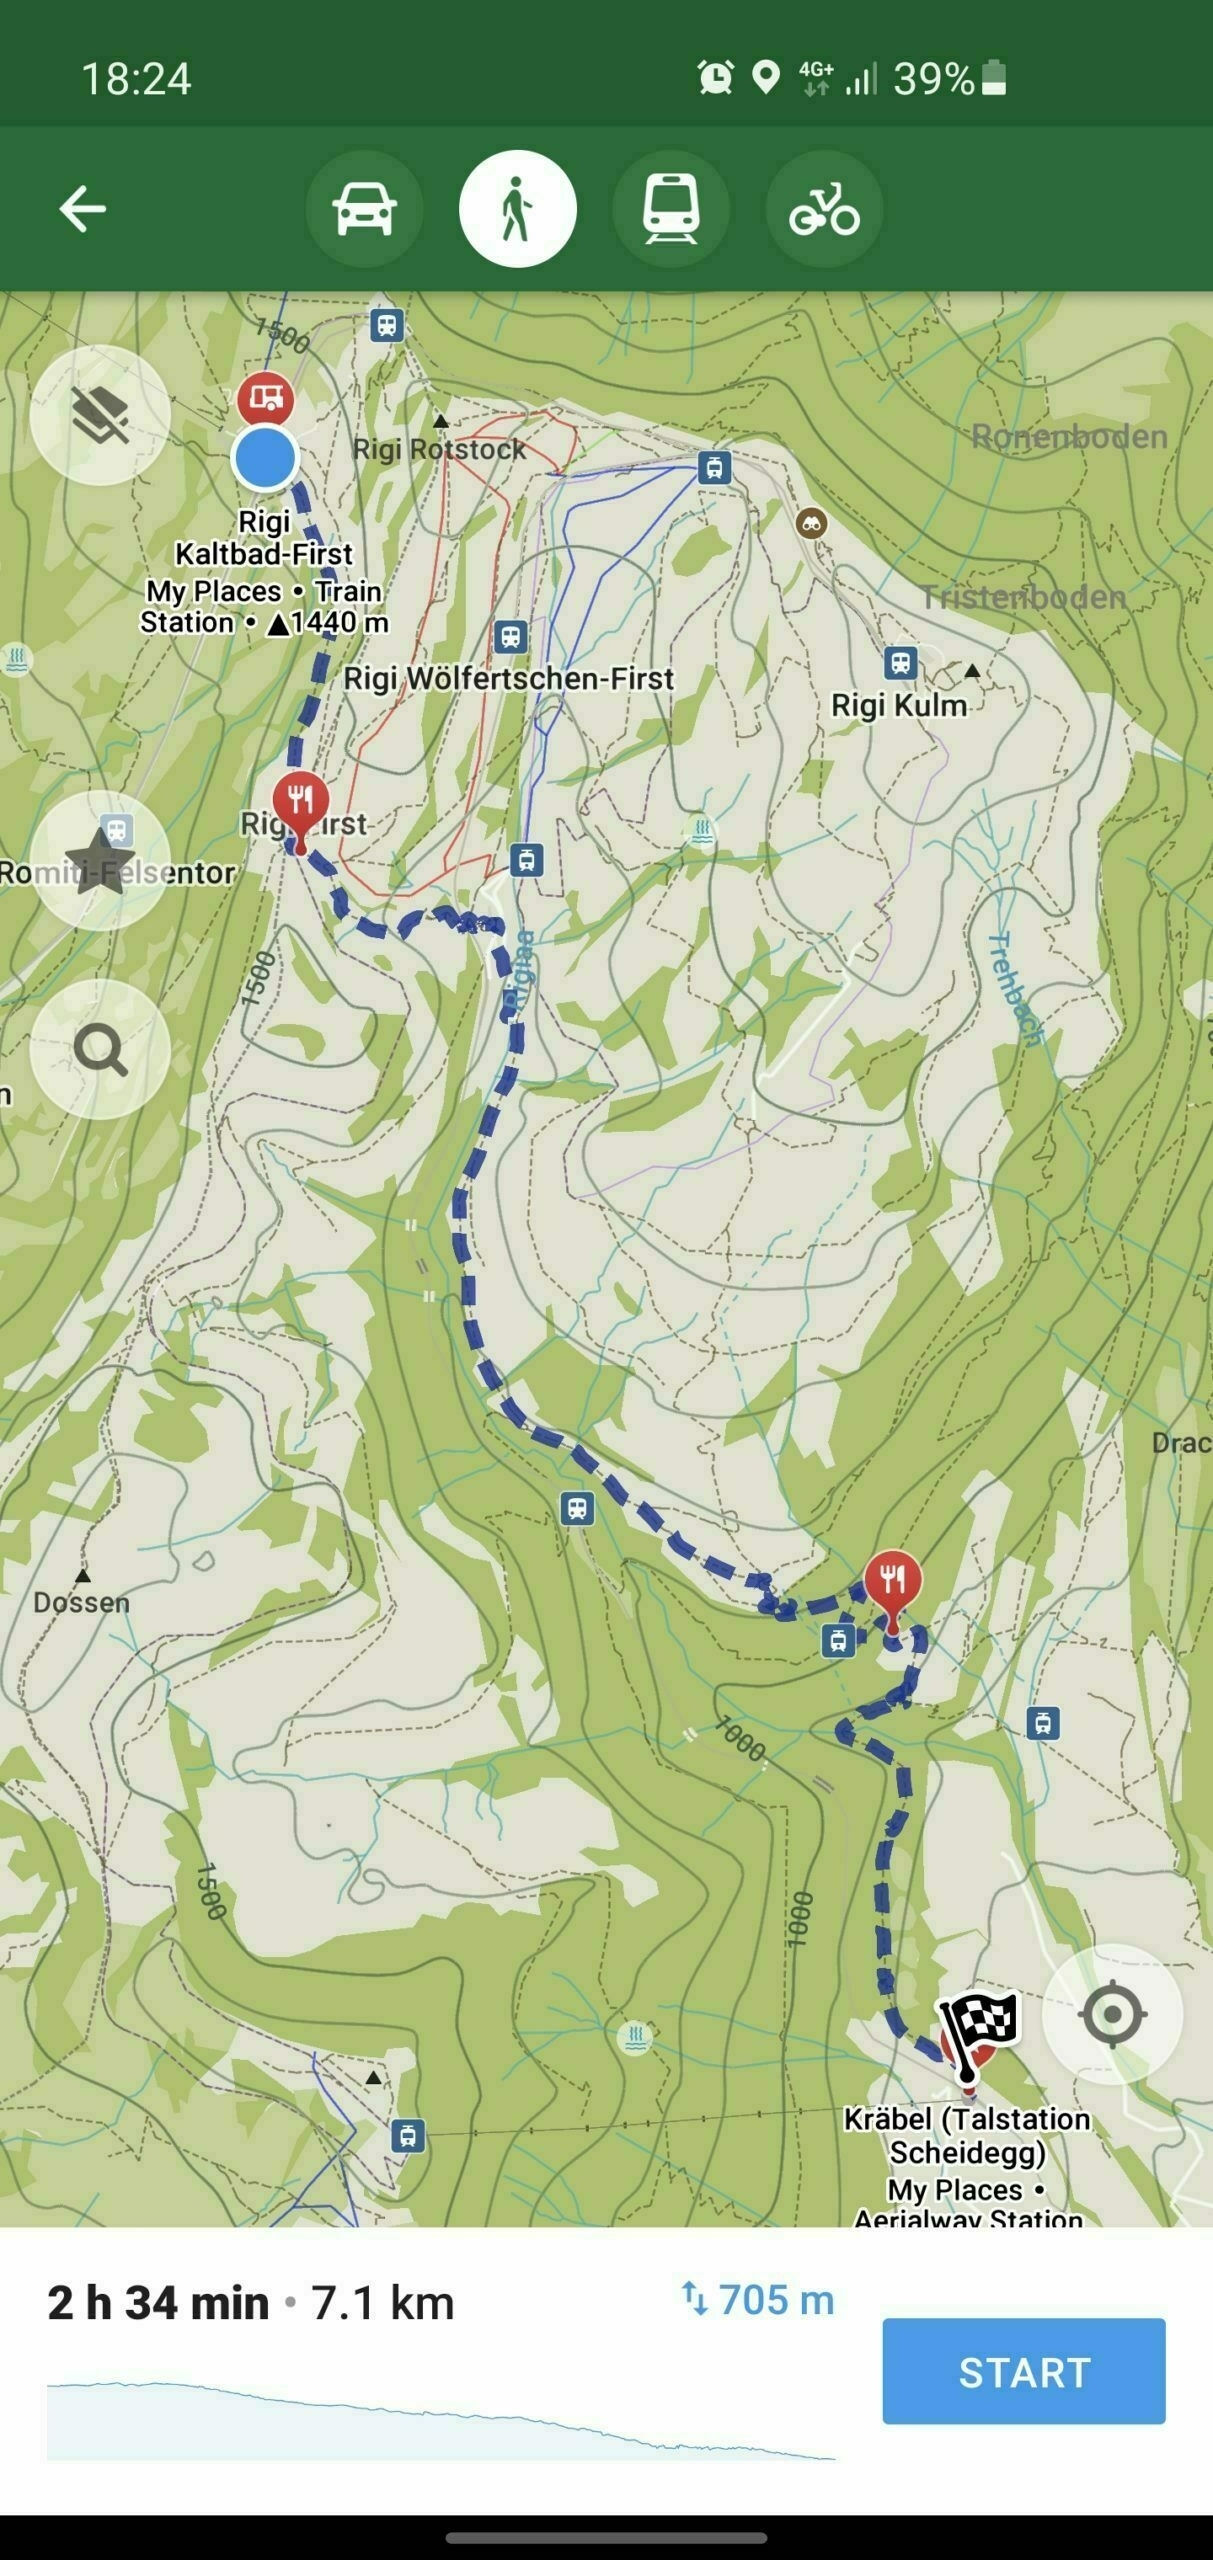 18:24
4G+
39%
1500
Ronenboden
Rigi Rotstock
Rigi
Kaltbad-First
My Places • Train
Station • ▲1440 m
Tristenboden
Rigi Wölfertschen-First
Rigi Kulm
Rigi First
Romiti-Felsentor
1500
Rigiaa
Trehbach
n
Drac
Dossen
1000
1500
1000
Kräbel (Talstation
Scheidegg)
My Places •
Aerialway Station
2 h 34 min • 7.1 km
705 m
START